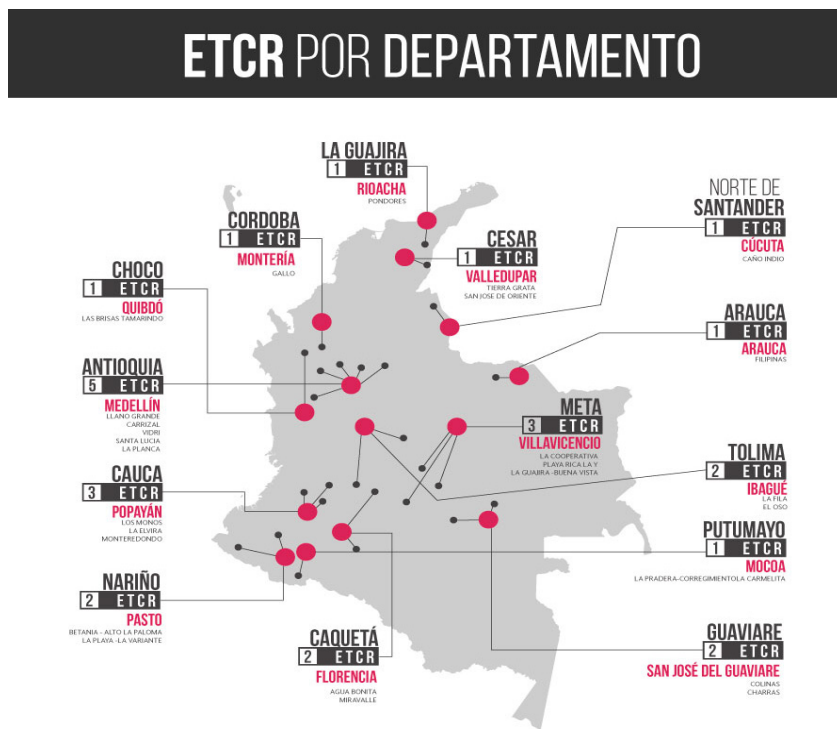 ETCR POR DEPARTAMENTO
LA GUAJIRA
1 ETCR
RIOACHA
PONDORES
CORDOBA
1 ETCR
MONTERÍA
GALLO
CESAR
1 ETCR
VALLEDUPAR
TIERRA GRATA
SAN JOSE DE ORIENTE
NORTE DE
SANTANDER
1 ETCR
CÚCUTA
CAÑO INDIO
CHOCO
1 ETCR
QUIBDÓ
LAS BRISAS TAMARINDO
ARAUCA
1 ETCR
ARAUCA
FILIPINAS
ANTIOQUIA
5 ETCR
MEDELLÍN
LLANO GRANDE
CARRIZAL
VIDRI
SANTA LUCIA
LA PLANCA
META
3 ETCR
VILLAVICENCIO
LA COOPERATIVA
PLAYA RICA LA Y
LA GUAJIRA -BUENA VISTA
TOLIMA
2 ETCR
IBAGUÉ
LA FILA
EL OSO
CAUCA
3 ETCR
POPAYÁN
LOS MONOS
LA ELVIRA
MONTEREDONDO
PUTUMAYO
1 ETCR
MOCOA
LA PRADERA-CORREGIMIENTOLA CARMELITA
NARIÑO
2 ETCR
PASTO
BETANIA - ALTO LA PALOMA
LA PLAYA -LA VARIANTE
CAQUETÁ
2 ETCR
FLORENCIA
AGUA BONITA
MIRAVALLE
GUAVIARE
2 ETCR
SAN JOSÉ DEL GUAVIARE
COLINAS
CHARRAS